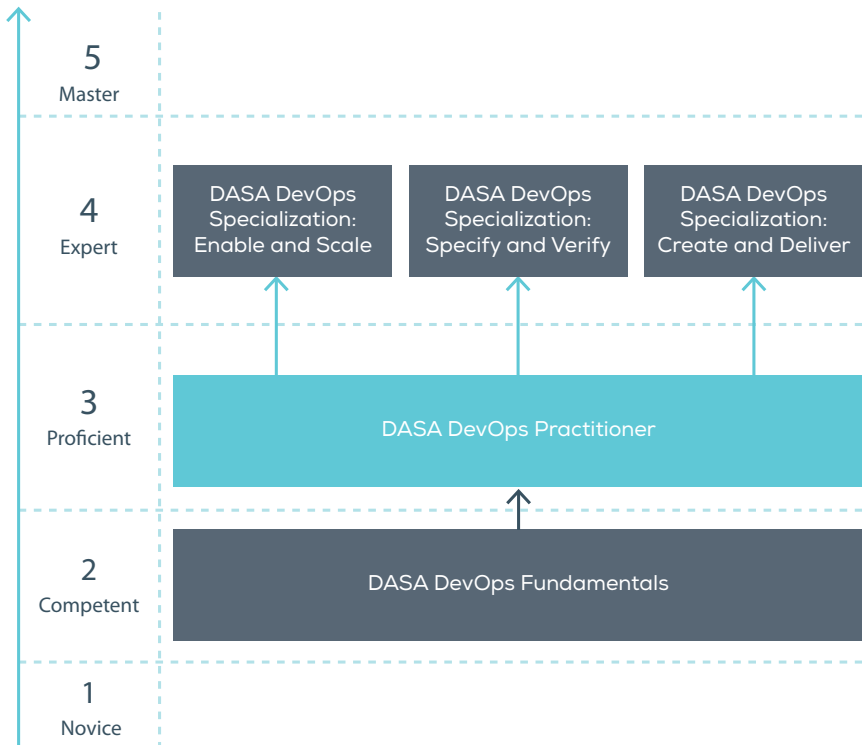 5
Master
4
Expert
DASA DevOps
Specialization:
Enable and Scale
DASA DevOps
Specialization:
Specify and Verify
DASA DevOps
Specialization:
Create and Deliver
3
Proficient
DASA DevOps Practitioner
2
Competent
DASA DevOps Fundamentals
1
Novice